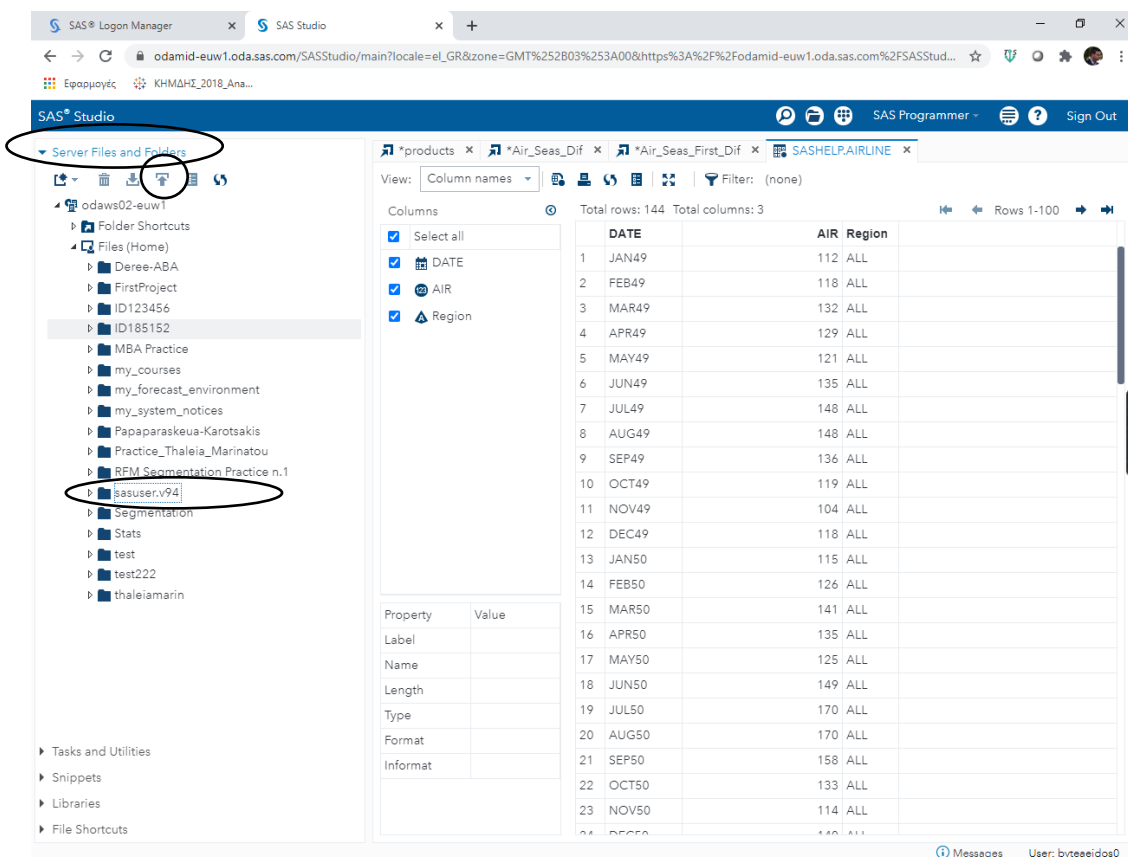 SAS® Logon Manager
SAS Studio
odamid-euw1.oda.sas.com/SASStudio/main?locale=el_GR&zone=GMT%252B03%253A00&https%3A%2F%2Fodamid-euw1.oda.sas.com%2FSASStud...
Εφαρμογές ΚΗΜΔΗΣ_2018_Ana...
SAS® Studio
SAS Programmer
Sign Out
Server Files and Folders
odaws02-euw1
Folder Shortcuts
Files (Home)
Deree-ABA
FirstProject
ID123456
ID185152
MBA Practice
my_courses
my_forecast_environment
my_system_notices
Papaparaskeua-Karotsakis
Practice_Thaleia_Marinatou
RFM Segmentation Practice n.1
sasuser.v94
Segmentation
Stats
test
test222
thaleiamarin
Tasks and Utilities
Snippets
Libraries
File Shortcuts
*products *Air_Seas_Dif *Air_Seas_First_Dif SASHELP.AIRLINE
View: Column names Filter: (none)
Columns
Select all
DATE
AIR
Region
Property Value
Label
Name
Length
Type
Format
Informat
Total rows: 144 Total columns: 3 Rows 1-100
DATE AIR Region
1 JAN49 112 ALL
2 FEB49 118 ALL
3 MAR49 132 ALL
4 APR49 129 ALL
5 MAY49 121 ALL
6 JUN49 135 ALL
7 JUL49 148 ALL
8 AUG49 148 ALL
9 SEP49 136 ALL
10 OCT49 119 ALL
11 NOV49 104 ALL
12 DEC49 118 ALL
13 JAN50 115 ALL
14 FEB50 126 ALL
15 MAR50 141 ALL
16 APR50 135 ALL
17 MAY50 125 ALL
18 JUN50 149 ALL
19 JUL50 170 ALL
20 AUG50 170 ALL
21 SEP50 158 ALL
22 OCT50 133 ALL
23 NOV50 114 ALL
24 DEC50 140 ALL
Messages User: byteaeidos0